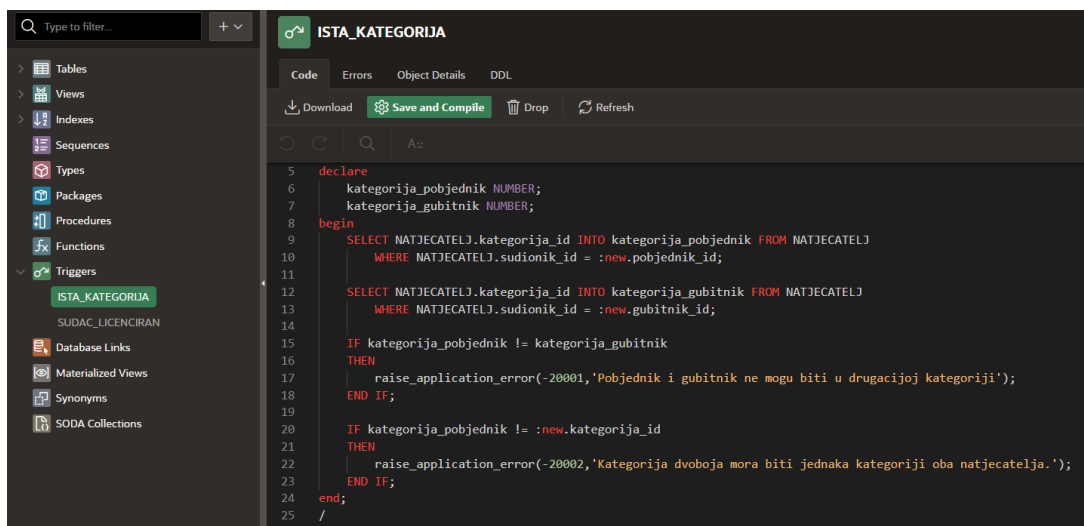 Type to filter...
Tables
Views
Indexes
Sequences
Types
Packages
Procedures
Functions
Triggers
ISTA_KATEGORIJA
SUDAC_LICENCIRAN
Database Links
Materialized Views
Synonyms
SODA Collections
ISTA_KATEGORIJA
Code Errors Object Details DDL
Download Save and Compile Drop Refresh
5 declare
6 kategorija_pobjednik NUMBER;
7 kategorija_gubitnik NUMBER;
8 begin
9 SELECT NATJECATELJ.kategorija_id INTO kategorija_pobjednik FROM NATJECATELJ
10 WHERE NATJECATELJ.sudionik_id = :new.pobjednik_id;
11
12 SELECT NATJECATELJ.kategorija_id INTO kategorija_gubitnik FROM NATJECATELJ
13 WHERE NATJECATELJ.sudionik_id = :new.gubitnik_id;
14
15 IF kategorija_pobjednik != kategorija_gubitnik
16 THEN
17 raise_application_error(-20001,'Pobjednik i gubitnik ne mogu biti u drugacijoj kategoriji');
18 END IF;
19
20 IF kategorija_pobjednik != :new.kategorija_id
21 THEN
22 raise_application_error(-20002,'Kategorija dvoboja mora biti jednaka kategoriji oba natjecatelja.');
23 END IF;
24 end;
25 /